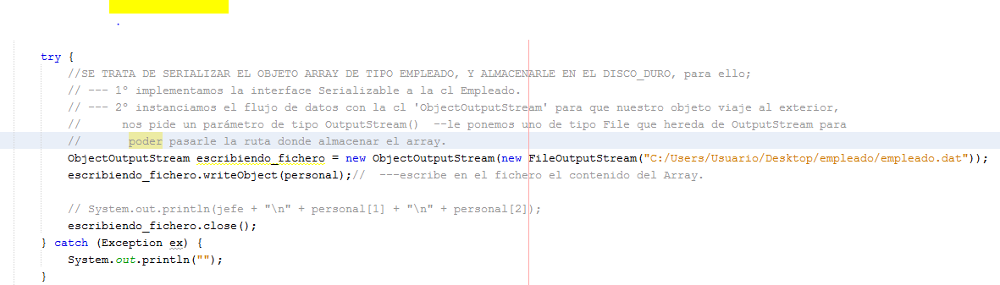 .
try {
//SE TRATA DE SERIALIZAR EL OBJETO ARRAY DE TIPO EMPLEADO, Y ALMACENARLE EN EL DISCO_DURO, para ello;
// --- 1º implementamos la interface Serializable a la cl Empleado.
// --- 2º instanciamos el flujo de datos con la cl 'ObjectOutputStream' para que nuestro objeto viaje al exterior,
//      nos pide un parámetro de tipo OutputStream()  --le ponemos uno de tipo File que hereda de OutputStream para
//       poder pasarle la ruta donde almacenar el array.
ObjectOutputStream escribiendo_fichero = new ObjectOutputStream(new FileOutputStream("C:/Users/Usuario/Desktop/empleado/empleado.dat"));
escribiendo_fichero.writeObject(personal);//  ---escribe en el fichero el contenido del Array.
// System.out.println(jefe + "\n" + personal[1] + "\n" + personal[2]);
escribiendo_fichero.close();
} catch (Exception ex) {
System.out.println("");
}